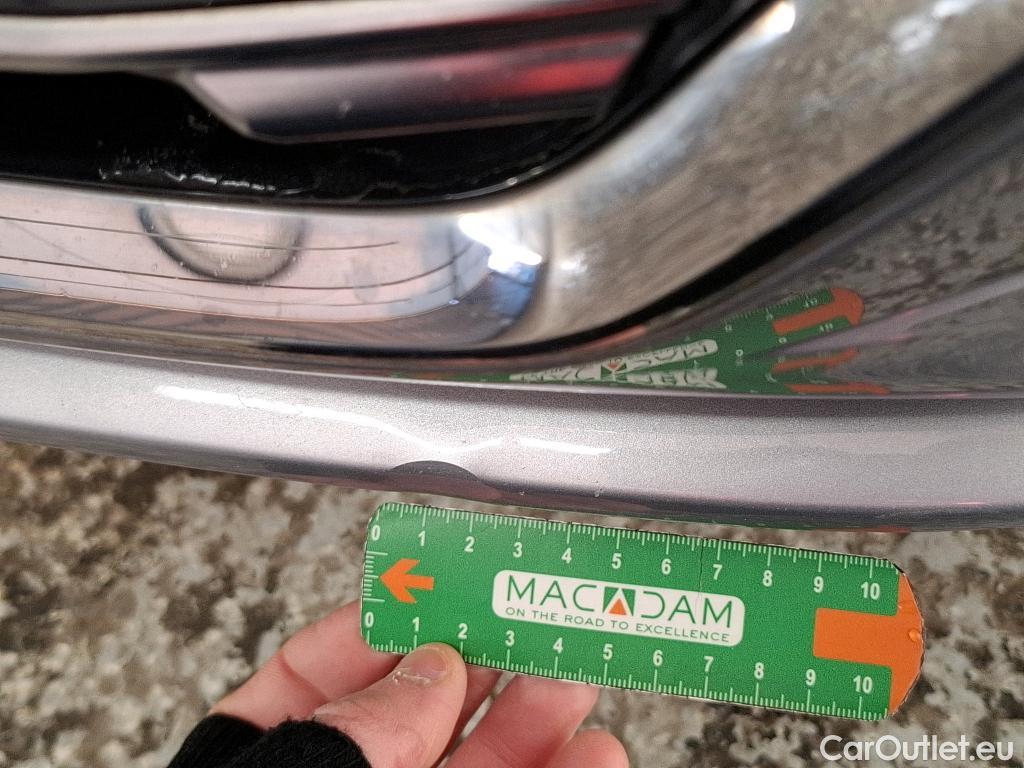 0 1 2 3 4 5 6 7 8 9 10
MACADAM
ON THE ROAD TO EXCELLENCE
0 1 2 3 4 5 6 7 8 9 10
CarOutlet.eu